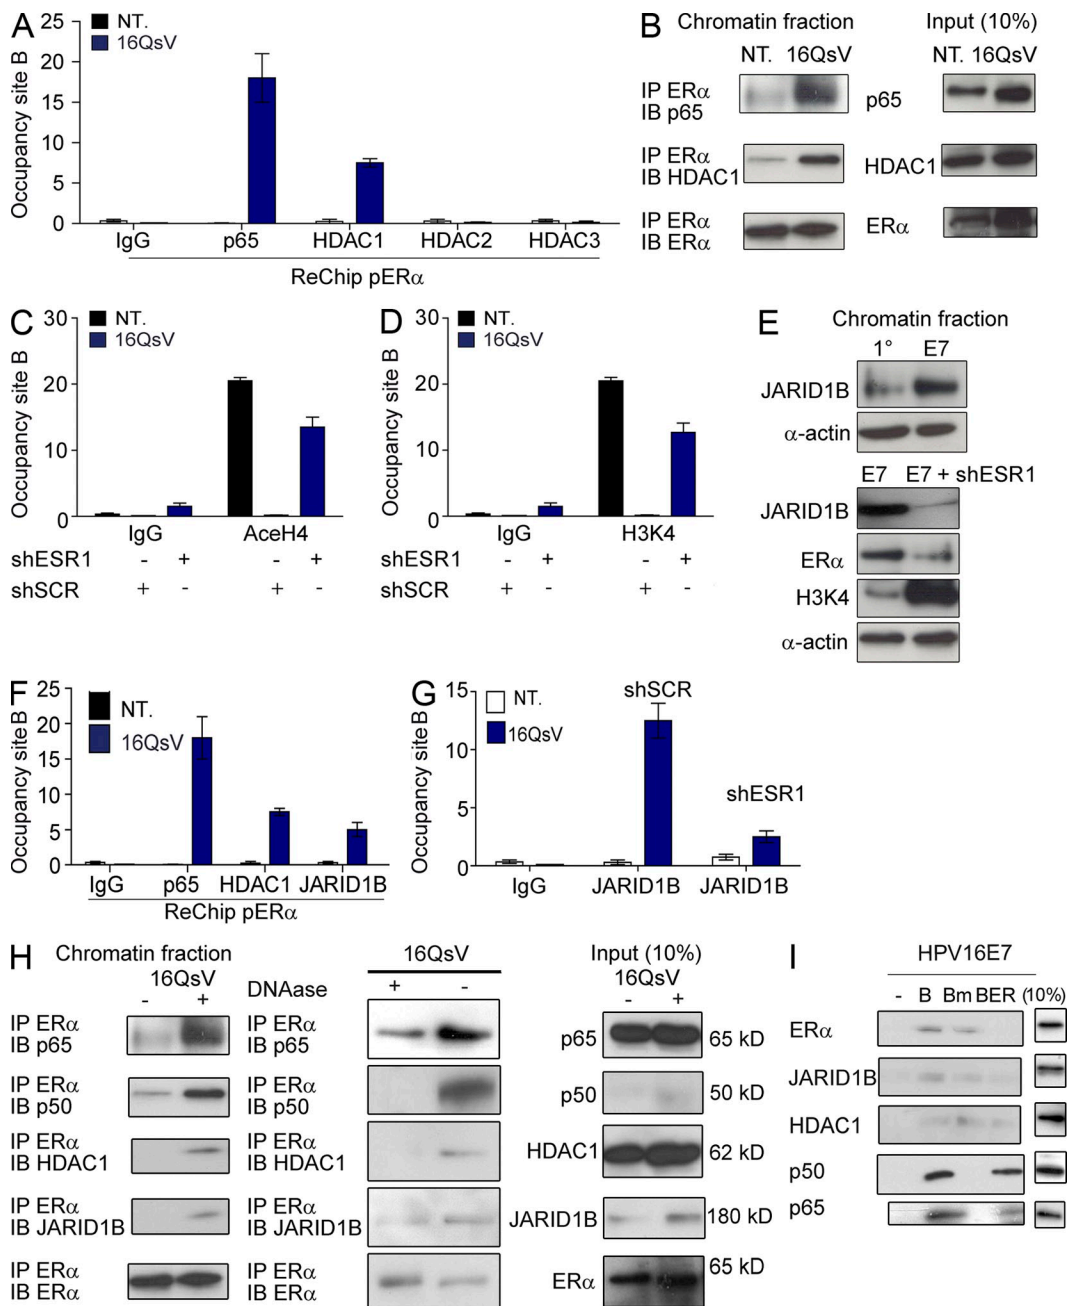 A
25
20
15
10
5
0
Occupancy site B
NT.
16QsV
IgG p65 HDAC1 HDAC2 HDAC3
ReChip pERα
B
Chromatin fraction Input (10%)
NT. 16QsV NT. 16QsV
IP ERα
IB p65
p65
IP ERα
IB HDAC1
HDAC1
IP ERα
IB ERα
ERα
C
30
20
10
0
Occupancy site B
NT.
16QsV
IgG AceH4
shESR1 - + - +
shSCR + - + -
D
30
20
10
0
Occupancy site B
NT.
16QsV
IgG H3K4
shESR1 - + - +
shSCR + - + -
E
Chromatin fraction
1° E7
JARID1B
α-actin
E7 E7 + shESR1
JARID1B
ERα
H3K4
α-actin
F
25
20
15
10
5
0
Occupancy site B
NT.
16QsV
IgG p65 HDAC1 JARID1B
ReChip pERα
G
15
10
5
0
Occupancy site B
NT.
16QsV
shSCR
shESR1
IgG JARID1B JARID1B
H
Chromatin fraction
16QsV
- +
IP ERα
IB p65
IP ERα
IB p50
IP ERα
IB HDAC1
IP ERα
IB JARID1B
IP ERα
IB ERα
16QsV
DNAase + -
IP ERα
IB p65
IP ERα
IB p50
IP ERα
IB HDAC1
IP ERα
IB JARID1B
IP ERα
IB ERα
Input (10%)
16QsV
- +
p65 65 kD
p50 50 kD
HDAC1 62 kD
JARID1B 180 kD
ERα 65 kD
I
HPV16E7
- B Bm BER (10%)
ERα
JARID1B
HDAC1
p50
p65